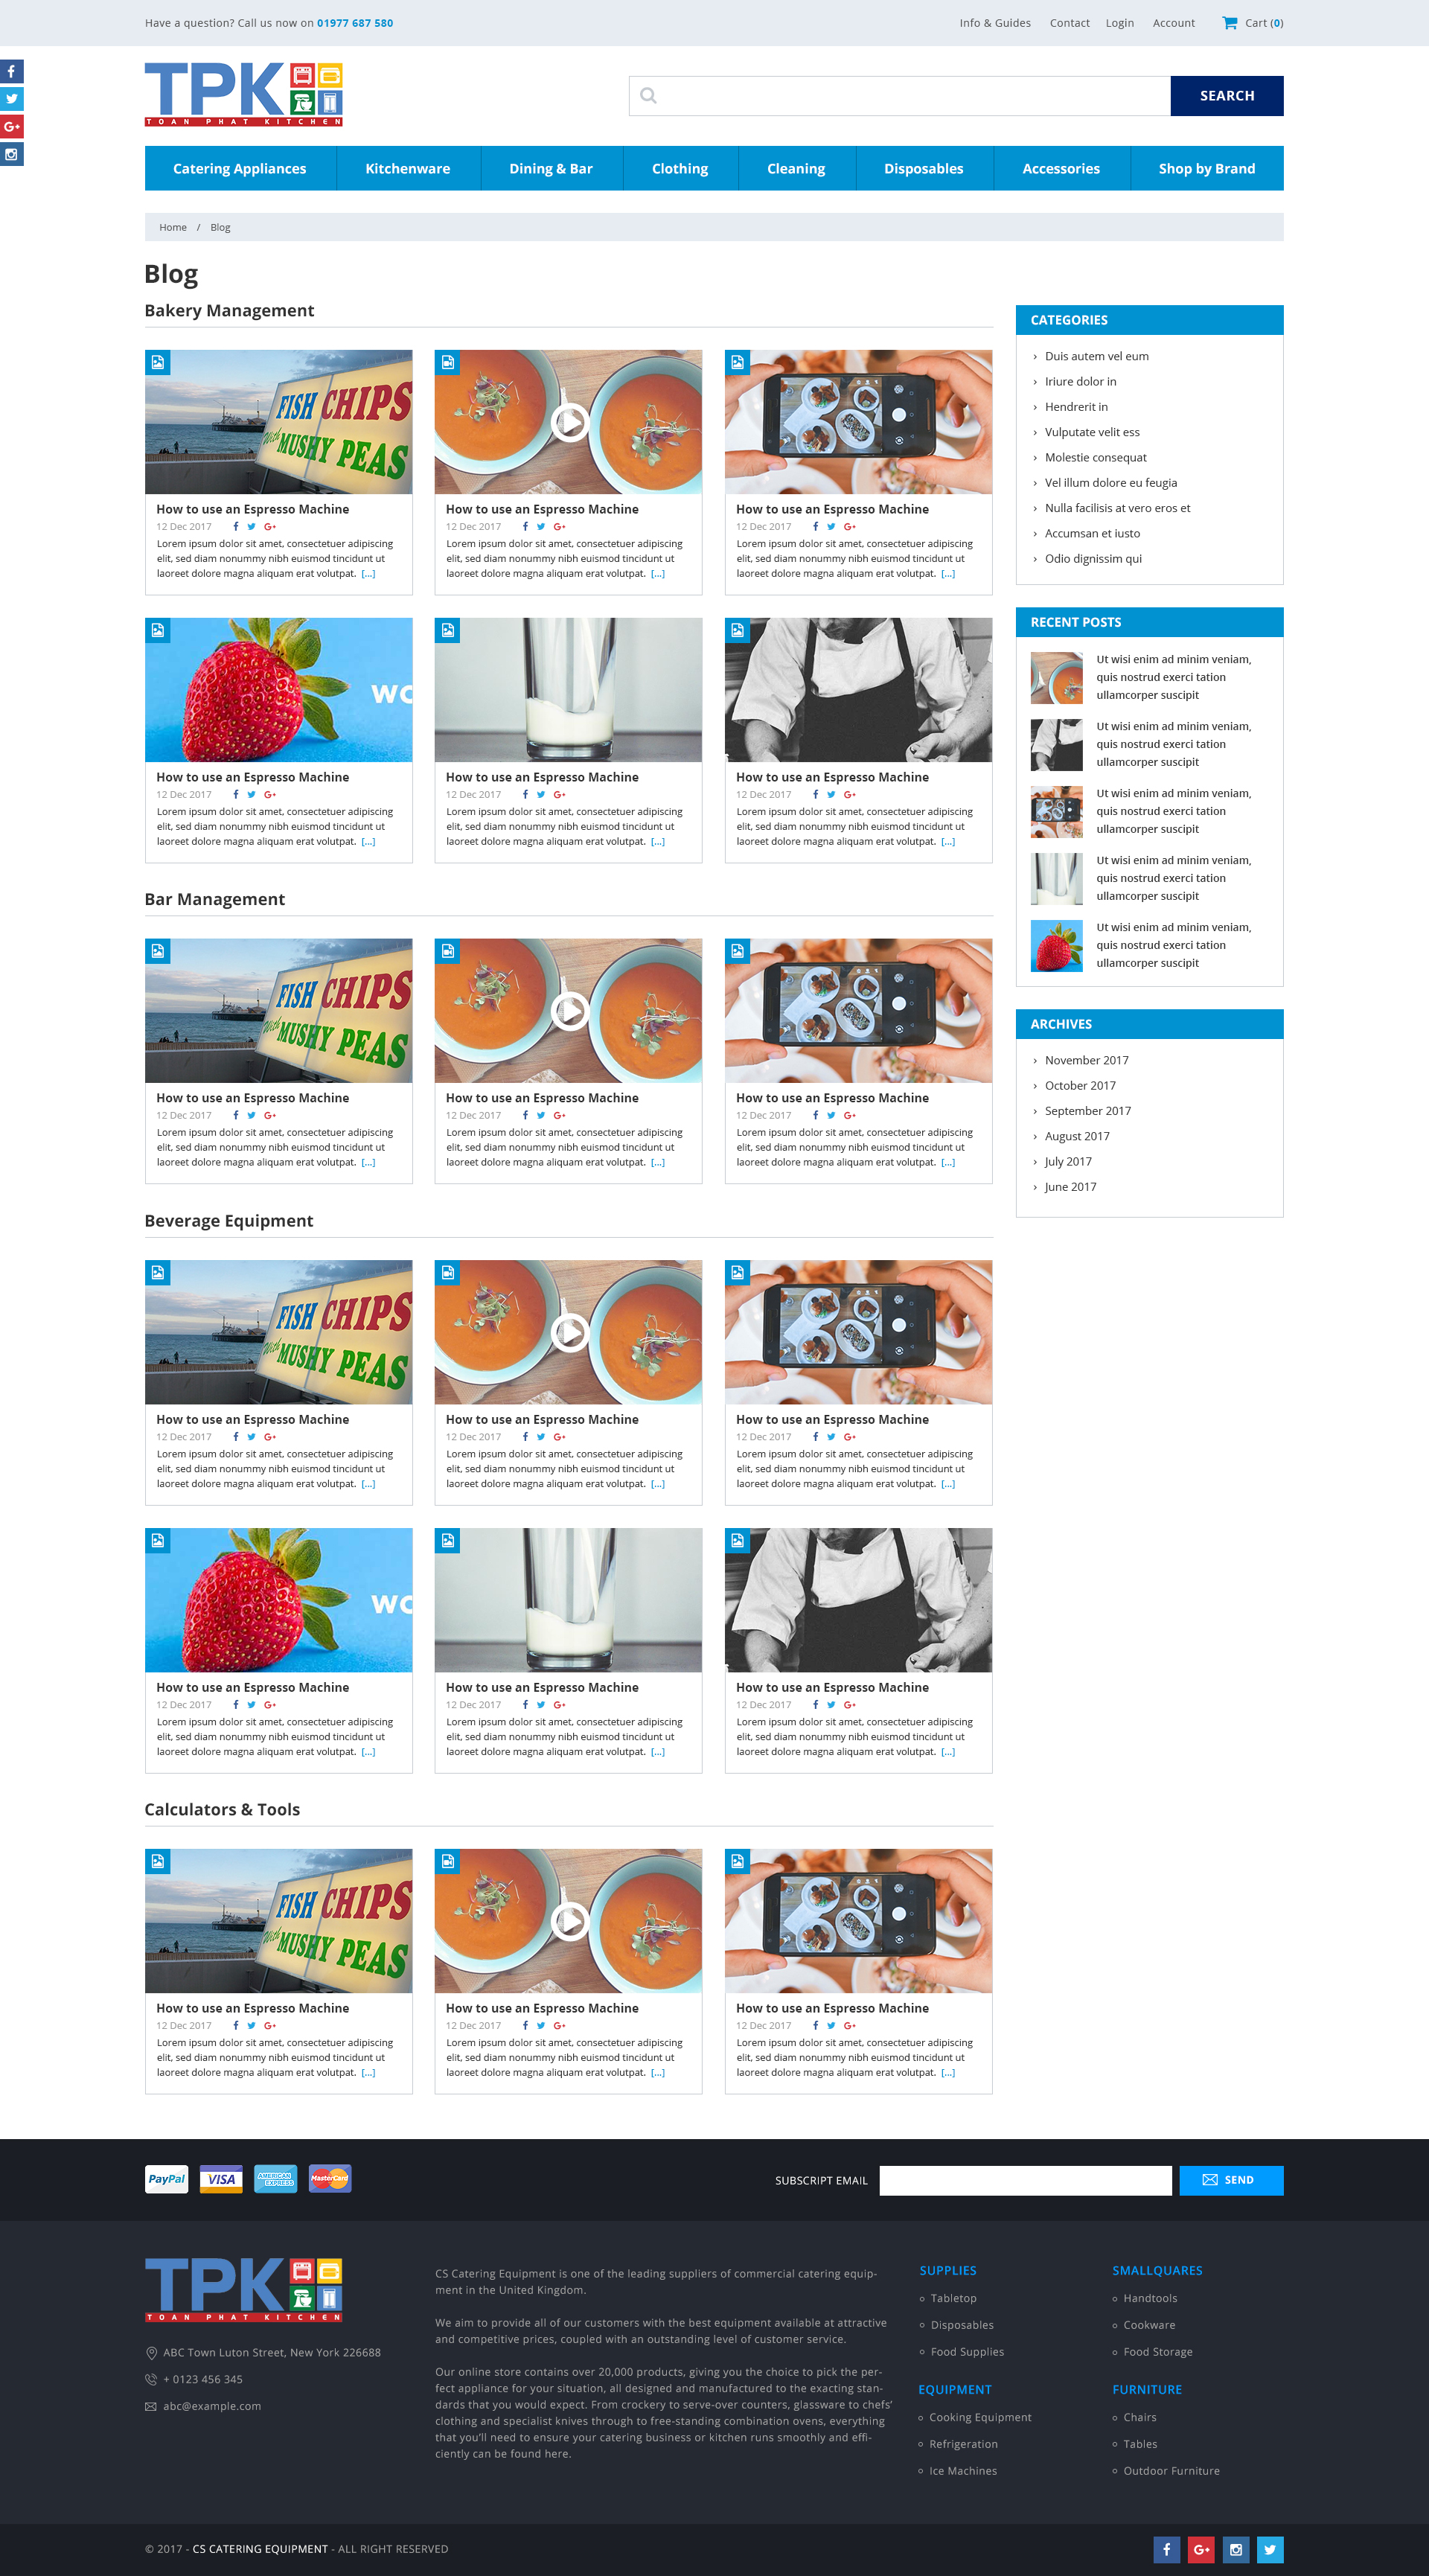 Have a question? Call us now on 01977 687 580
Info & Guides Contact Login Account Cart (0)
TPK
TOAN PHAT KITCHEN
SEARCH
Catering Appliances Kitchenware Dining & Bar Clothing Cleaning Disposables Accessories Shop by Brand
Home / Blog
Blog
Bakery Management
FISH CHIPS
with MUSHY PEAS
How to use an Espresso Machine
12 Dec 2017
Lorem ipsum dolor sit amet, consectetuer adipiscing
elit, sed diam nonummy nibh euismod tincidunt ut
laoreet dolore magna aliquam erat volutpat. [...]
How to use an Espresso Machine
12 Dec 2017
Lorem ipsum dolor sit amet, consectetuer adipiscing
elit, sed diam nonummy nibh euismod tincidunt ut
laoreet dolore magna aliquam erat volutpat. [...]
How to use an Espresso Machine
12 Dec 2017
Lorem ipsum dolor sit amet, consectetuer adipiscing
elit, sed diam nonummy nibh euismod tincidunt ut
laoreet dolore magna aliquam erat volutpat. [...]
WO
How to use an Espresso Machine
12 Dec 2017
Lorem ipsum dolor sit amet, consectetuer adipiscing
elit, sed diam nonummy nibh euismod tincidunt ut
laoreet dolore magna aliquam erat volutpat. [...]
How to use an Espresso Machine
12 Dec 2017
Lorem ipsum dolor sit amet, consectetuer adipiscing
elit, sed diam nonummy nibh euismod tincidunt ut
laoreet dolore magna aliquam erat volutpat. [...]
How to use an Espresso Machine
12 Dec 2017
Lorem ipsum dolor sit amet, consectetuer adipiscing
elit, sed diam nonummy nibh euismod tincidunt ut
laoreet dolore magna aliquam erat volutpat. [...]
Bar Management
FISH CHIPS
with MUSHY PEAS
How to use an Espresso Machine
12 Dec 2017
Lorem ipsum dolor sit amet, consectetuer adipiscing
elit, sed diam nonummy nibh euismod tincidunt ut
laoreet dolore magna aliquam erat volutpat. [...]
How to use an Espresso Machine
12 Dec 2017
Lorem ipsum dolor sit amet, consectetuer adipiscing
elit, sed diam nonummy nibh euismod tincidunt ut
laoreet dolore magna aliquam erat volutpat. [...]
How to use an Espresso Machine
12 Dec 2017
Lorem ipsum dolor sit amet, consectetuer adipiscing
elit, sed diam nonummy nibh euismod tincidunt ut
laoreet dolore magna aliquam erat volutpat. [...]
Beverage Equipment
FISH CHIPS
with MUSHY PEAS
How to use an Espresso Machine
12 Dec 2017
Lorem ipsum dolor sit amet, consectetuer adipiscing
elit, sed diam nonummy nibh euismod tincidunt ut
laoreet dolore magna aliquam erat volutpat. [...]
How to use an Espresso Machine
12 Dec 2017
Lorem ipsum dolor sit amet, consectetuer adipiscing
elit, sed diam nonummy nibh euismod tincidunt ut
laoreet dolore magna aliquam erat volutpat. [...]
How to use an Espresso Machine
12 Dec 2017
Lorem ipsum dolor sit amet, consectetuer adipiscing
elit, sed diam nonummy nibh euismod tincidunt ut
laoreet dolore magna aliquam erat volutpat. [...]
WO
How to use an Espresso Machine
12 Dec 2017
Lorem ipsum dolor sit amet, consectetuer adipiscing
elit, sed diam nonummy nibh euismod tincidunt ut
laoreet dolore magna aliquam erat volutpat. [...]
How to use an Espresso Machine
12 Dec 2017
Lorem ipsum dolor sit amet, consectetuer adipiscing
elit, sed diam nonummy nibh euismod tincidunt ut
laoreet dolore magna aliquam erat volutpat. [...]
How to use an Espresso Machine
12 Dec 2017
Lorem ipsum dolor sit amet, consectetuer adipiscing
elit, sed diam nonummy nibh euismod tincidunt ut
laoreet dolore magna aliquam erat volutpat. [...]
Calculators & Tools
FISH CHIPS
with MUSHY PEAS
How to use an Espresso Machine
12 Dec 2017
Lorem ipsum dolor sit amet, consectetuer adipiscing
elit, sed diam nonummy nibh euismod tincidunt ut
laoreet dolore magna aliquam erat volutpat. [...]
How to use an Espresso Machine
12 Dec 2017
Lorem ipsum dolor sit amet, consectetuer adipiscing
elit, sed diam nonummy nibh euismod tincidunt ut
laoreet dolore magna aliquam erat volutpat. [...]
How to use an Espresso Machine
12 Dec 2017
Lorem ipsum dolor sit amet, consectetuer adipiscing
elit, sed diam nonummy nibh euismod tincidunt ut
laoreet dolore magna aliquam erat volutpat. [...]
CATEGORIES
Duis autem vel eum
Iriure dolor in
Hendrerit in
Vulputate velit ess
Molestie consequat
Vel illum dolore eu feugia
Nulla facilisis at vero eros et
Accumsan et iusto
Odio dignissim qui
RECENT POSTS
Ut wisi enim ad minim veniam,
quis nostrud exerci tation
ullamcorper suscipit
Ut wisi enim ad minim veniam,
quis nostrud exerci tation
ullamcorper suscipit
Ut wisi enim ad minim veniam,
quis nostrud exerci tation
ullamcorper suscipit
Ut wisi enim ad minim veniam,
quis nostrud exerci tation
ullamcorper suscipit
Ut wisi enim ad minim veniam,
quis nostrud exerci tation
ullamcorper suscipit
ARCHIVES
November 2017
October 2017
September 2017
August 2017
July 2017
June 2017
PayPal VISA AMERICAN EXPRESS MasterCard
SUBSCRIPT EMAIL
SEND
TPK
TOAN PHAT KITCHEN
ABC Town Luton Street, New York 226688
+ 0123 456 345
abc@example.com
CS Catering Equipment is one of the leading suppliers of commercial catering equip-
ment in the United Kingdom.
We aim to provide all of our customers with the best equipment available at attractive
and competitive prices, coupled with an outstanding level of customer service.
Our online store contains over 20,000 products, giving you the choice to pick the per-
fect appliance for your situation, all designed and manufactured to the exacting stan-
dards that you would expect. From crockery to serve-over counters, glassware to chefs'
clothing and specialist knives through to free-standing combination ovens, everything
that you'll need to ensure your catering business or kitchen runs smoothly and effi-
ciently can be found here.
SUPPLIES
Tabletop
Disposables
Food Supplies
EQUIPMENT
Cooking Equipment
Refrigeration
Ice Machines
SMALLQUARES
Handtools
Cookware
Food Storage
FURNITURE
Chairs
Tables
Outdoor Furniture
© 2017 - CS CATERING EQUIPMENT - ALL RIGHT RESERVED